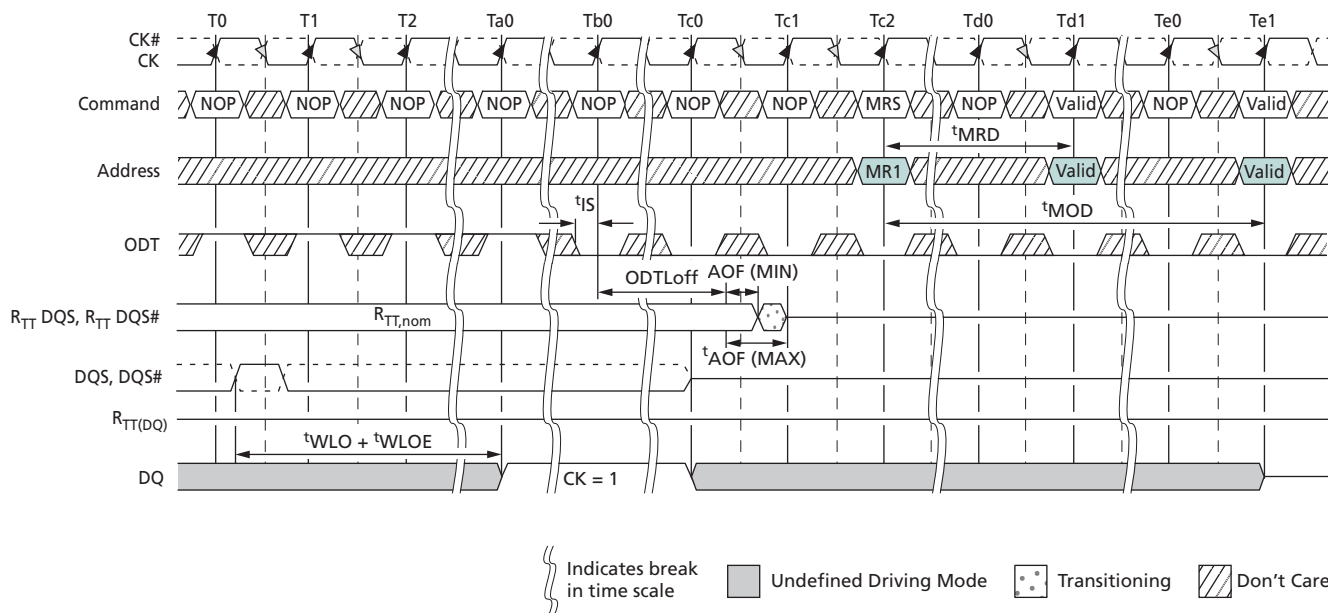 T0 T1 T2 Ta0 Tb0 Tc0 Tc1 Tc2 Td0 Td1 Te0 Te1
CK#
CK
Command NOP NOP NOP NOP NOP NOP NOP MRS NOP Valid NOP Valid
tMRD
Address MR1 Valid Valid
tIS
tMOD
ODT
ODTLoff AOF (MIN)
RTT DQS, RTT DQS# RTT,nom
tAOF (MAX)
DQS, DQS#
RTT(DQ)
tWLO + tWLOE
DQ CK = 1
Indicates break
in time scale
Undefined Driving Mode Transitioning Don't Care